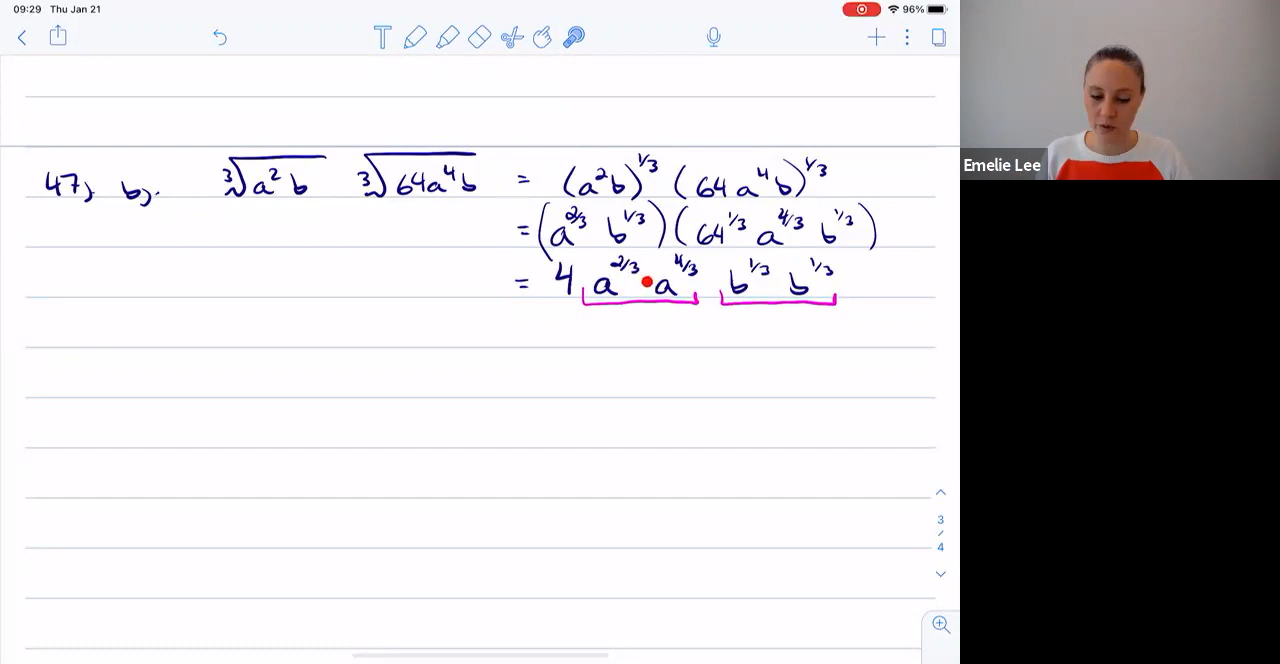 09:29 Thu Jan 21
96%
T
Emelie Lee
47) b). ∛(a²b) ∛(64a⁴b) = (a²b)^1/3 (64a⁴b)^1/3
= (a^2/3 b^1/3)(64^1/3 a^4/3 b^1/3)
= 4 a^2/3 • a^4/3 b^1/3 b^1/3
3
/
4